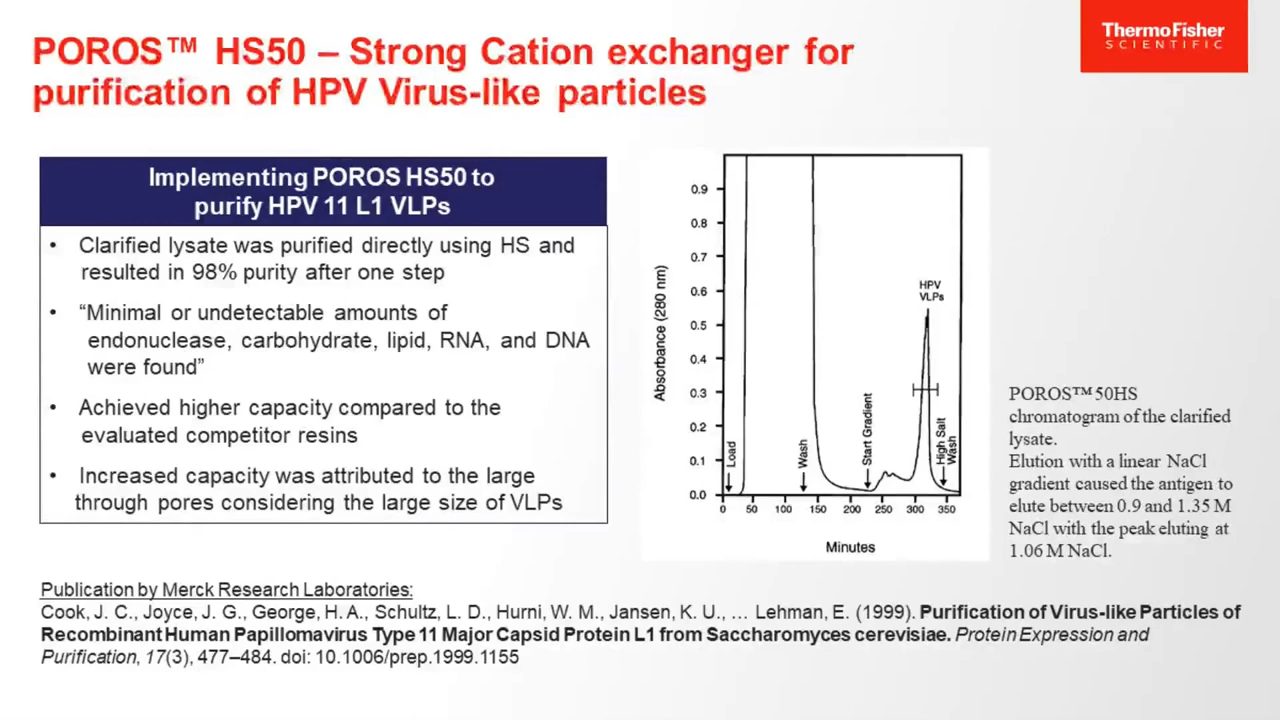 POROS™ HS50 – Strong Cation exchanger for
purification of HPV Virus-like particles
ThermoFisher
SCIENTIFIC
Implementing POROS HS50 to
purify HPV 11 L1 VLPs
• Clarified lysate was purified directly using HS and
resulted in 98% purity after one step
• “Minimal or undetectable amounts of
endonuclease, carbohydrate, lipid, RNA, and DNA
were found”
• Achieved higher capacity compared to the
evaluated competitor resins
• Increased capacity was attributed to the large
through pores considering the large size of VLPs
Absorbance (280 nm)
0.9
0.8
0.7
0.6
0.5
0.4
0.3
0.2
0.1
0.0
Load
Wash
Start Gradient
HPV
VLPs
High Salt
Wash
0 50 100 150 200 250 300 350
Minutes
POROS™ 50HS
chromatogram of the clarified
lysate.
Elution with a linear NaCl
gradient caused the antigen to
elute between 0.9 and 1.35 M
NaCl with the peak eluting at
1.06 M NaCl.
Publication by Merck Research Laboratories:
Cook, J. C., Joyce, J. G., George, H. A., Schultz, L. D., Hurni, W. M., Jansen, K. U., … Lehman, E. (1999). Purification of Virus-like Particles of
Recombinant Human Papillomavirus Type 11 Major Capsid Protein L1 from Saccharomyces cerevisiae. Protein Expression and
Purification, 17(3), 477–484. doi: 10.1006/prep.1999.1155